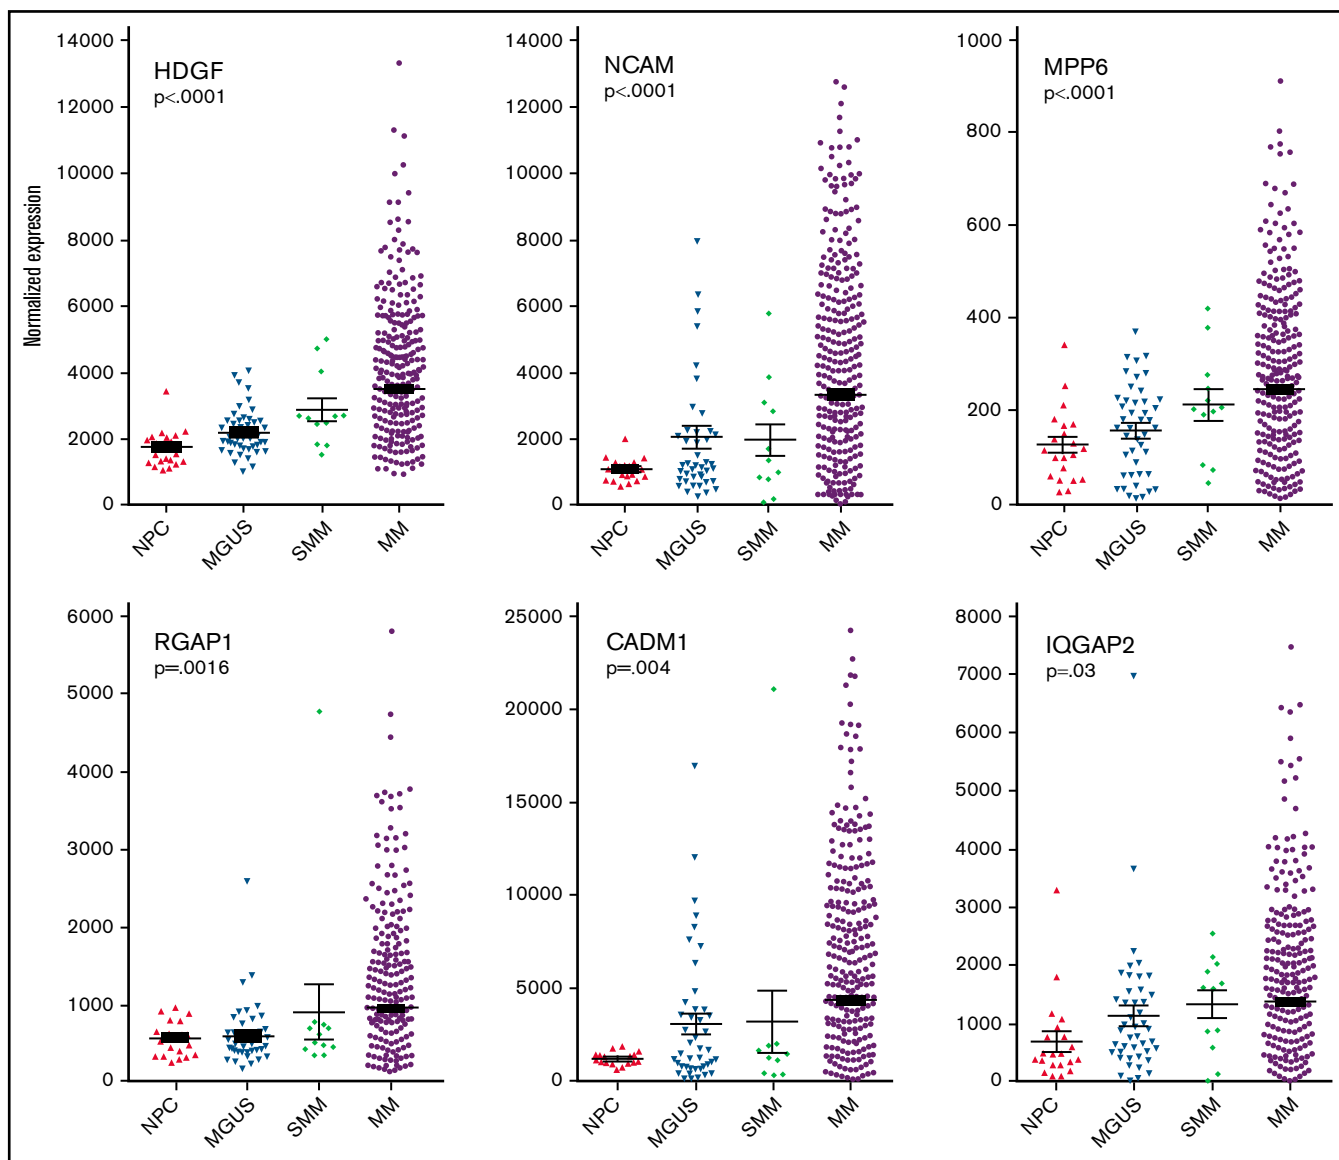 Normalized expression
HDGF
p<.0001
14000
12000
10000
8000
6000
4000
2000
0
NPC
MGUS
SMM
MM
NCAM
p<.0001
14000
12000
10000
8000
6000
4000
2000
0
NPC
MGUS
SMM
MM
MPP6
p<.0001
1000
800
600
400
200
0
NPC
MGUS
SMM
MM
RGAP1
p=.0016
6000
5000
4000
3000
2000
1000
0
NPC
MGUS
SMM
MM
CADM1
p=.004
25000
20000
15000
10000
5000
0
NPC
MGUS
SMM
MM
IQGAP2
p=.03
8000
7000
6000
5000
4000
3000
2000
1000
0
NPC
MGUS
SMM
MM